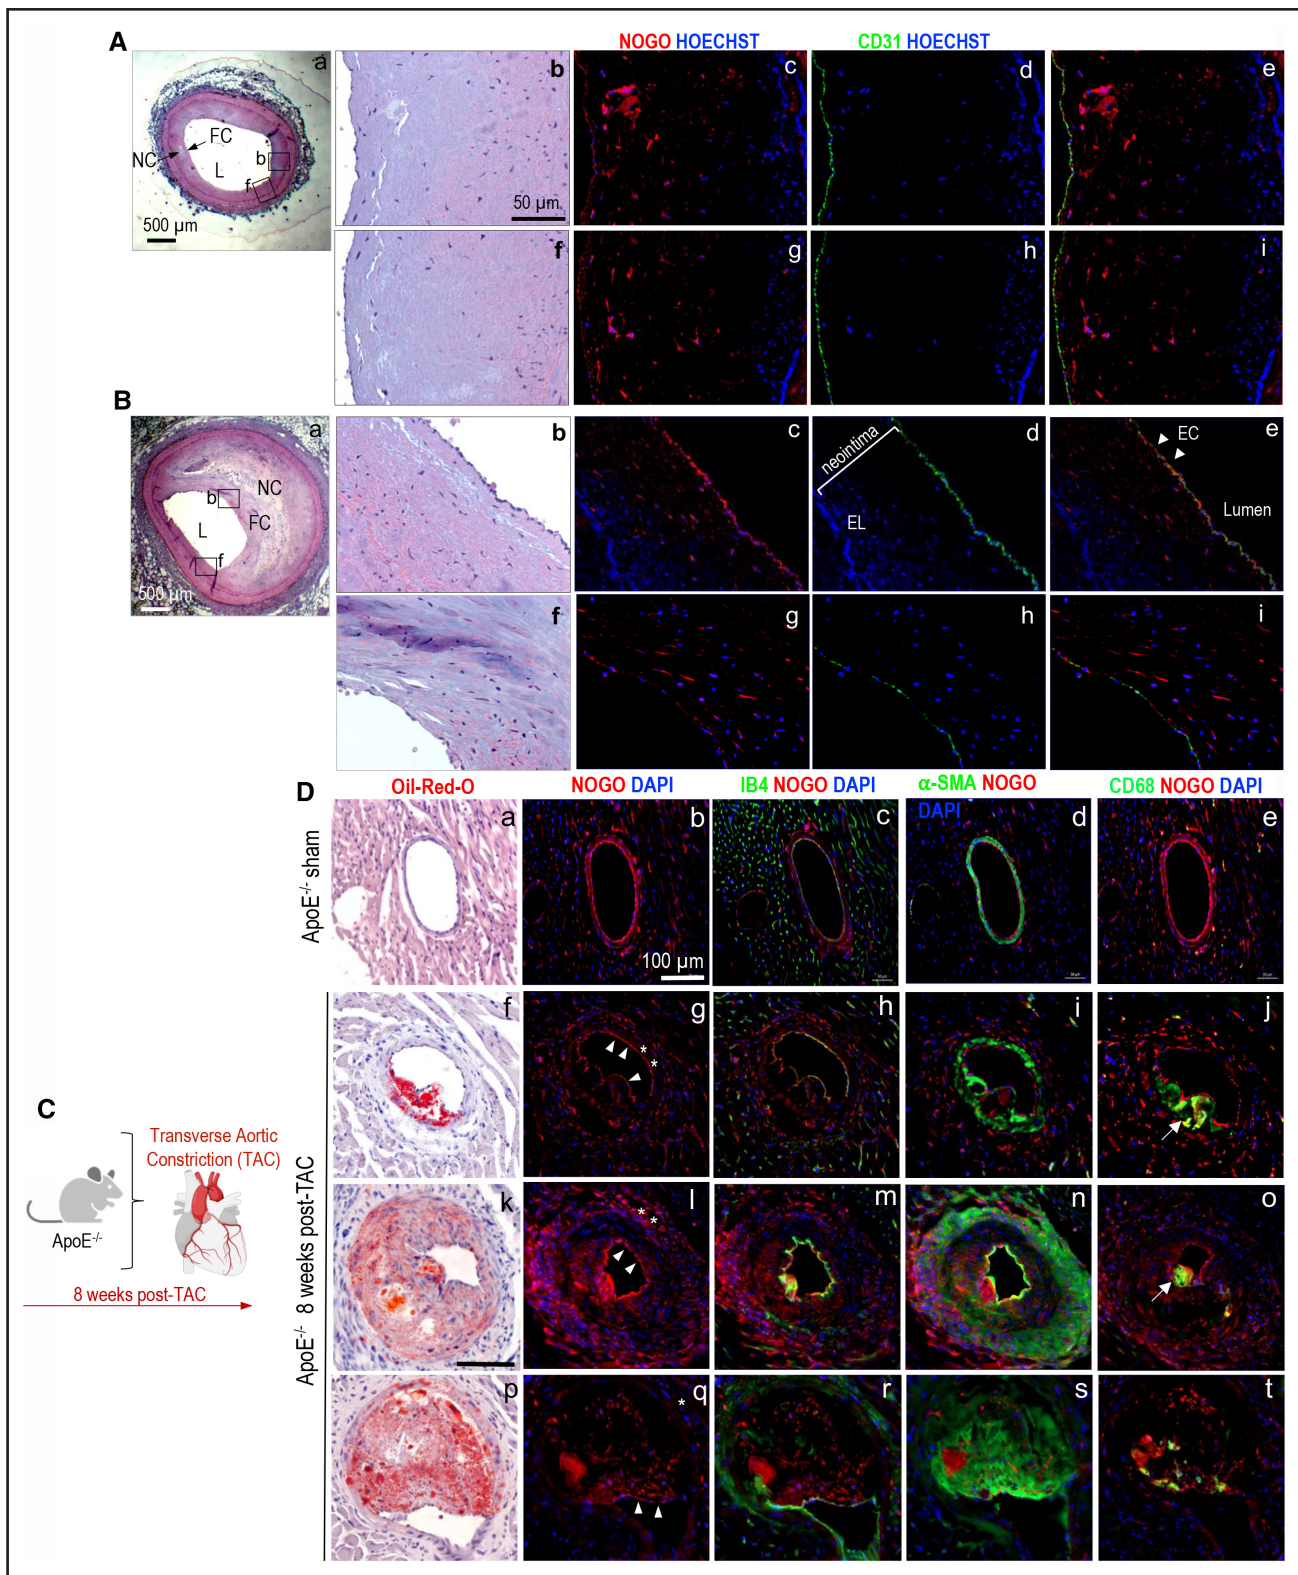 A
NOGO HOECHST
CD31 HOECHST
a
b
c
d
e
NC
FC
L
b
f
500 µm
50 µm
f
g
h
i
B
a
b
c
d
e
NC
FC
L
b
f
500 µm
neointima
EL
EC
Lumen
f
g
h
i
D
Oil-Red-O
NOGO DAPI
IB4 NOGO DAPI
α-SMA NOGO
DAPI
CD68 NOGO DAPI
ApoE-/- sham
a
b
c
d
e
100 µm
C
Transverse Aortic
Constriction (TAC)
ApoE-/-
8 weeks post-TAC
ApoE-/- 8 weeks post-TAC
f
g
* *
h
i
j
k
l
* *
m
n
o
p
q
*
r
s
t